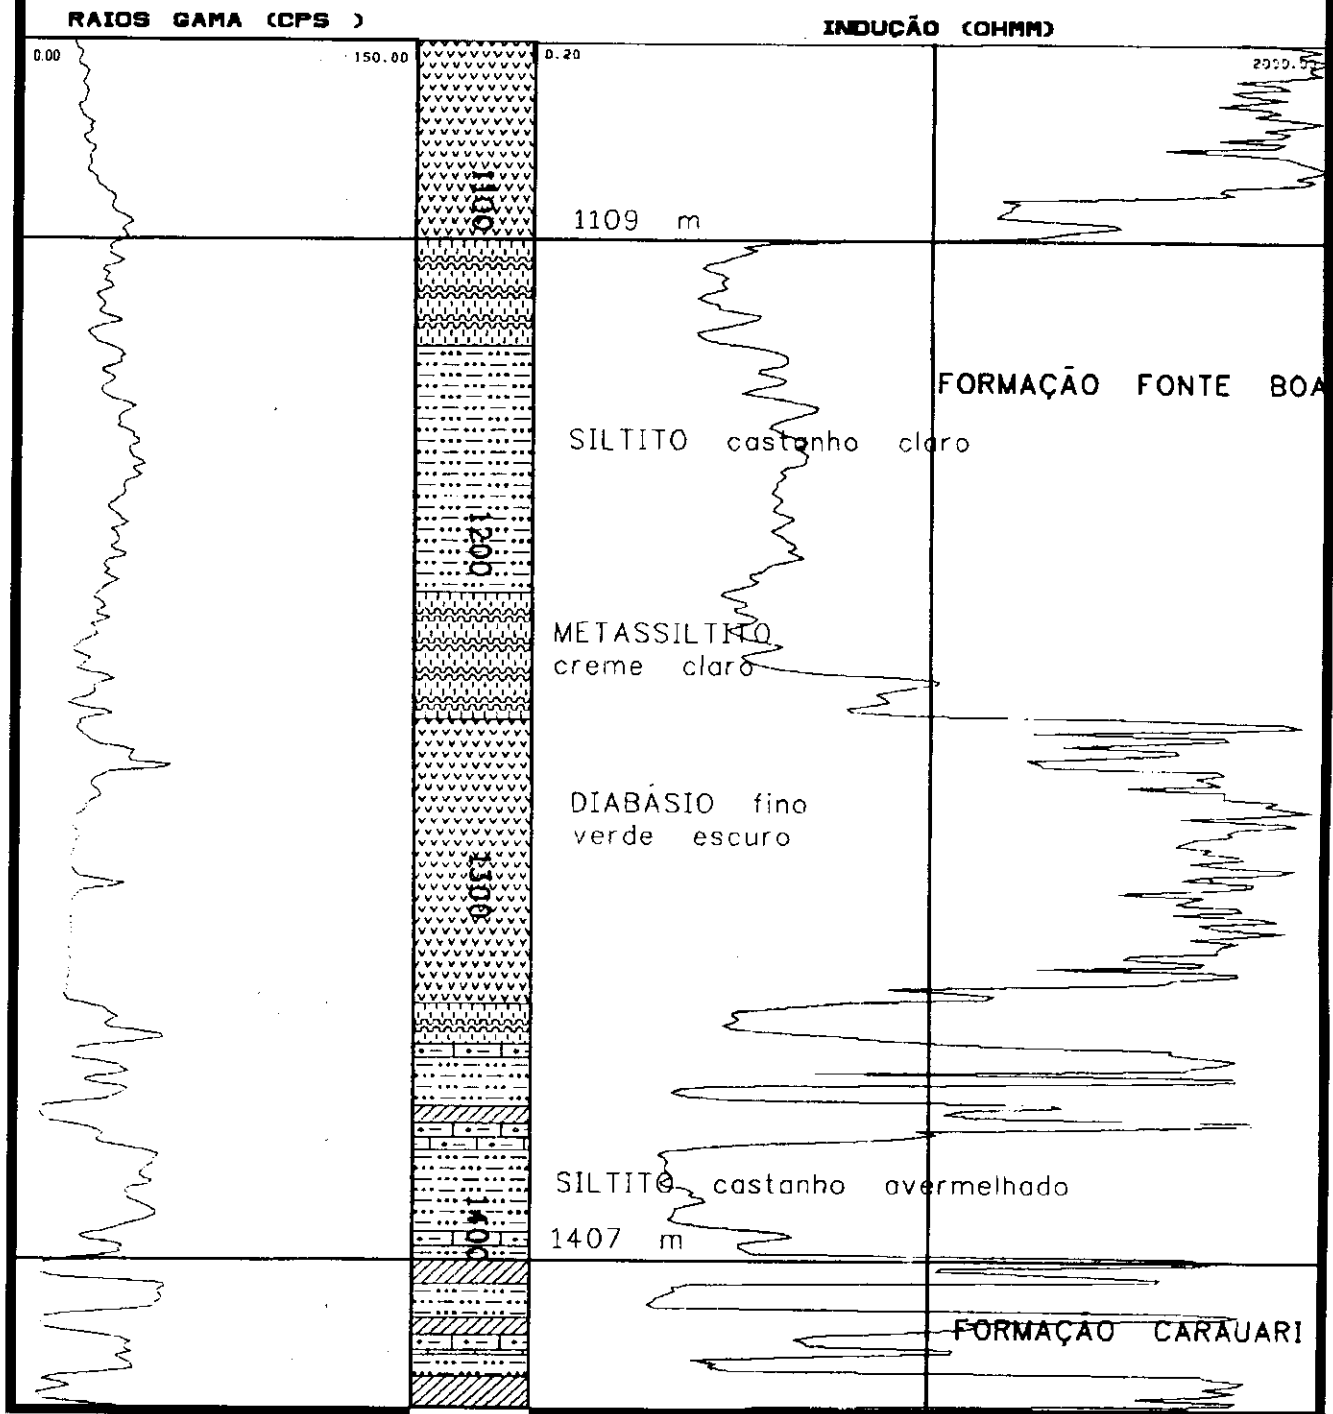 RAIOS GAMA (CPS )
INDUÇÃO (OHMM)
0.00 150.00
0.20
1100
1109 m
FORMAÇÃO FONTE BOA
SILTITO castanho claro
1200
METASSILTITO
creme claro
DIABÁSIO fino
verde escuro
1300
SILTITO castanho avermelhado
1400
1407 m
FORMAÇÃO CARAUARI